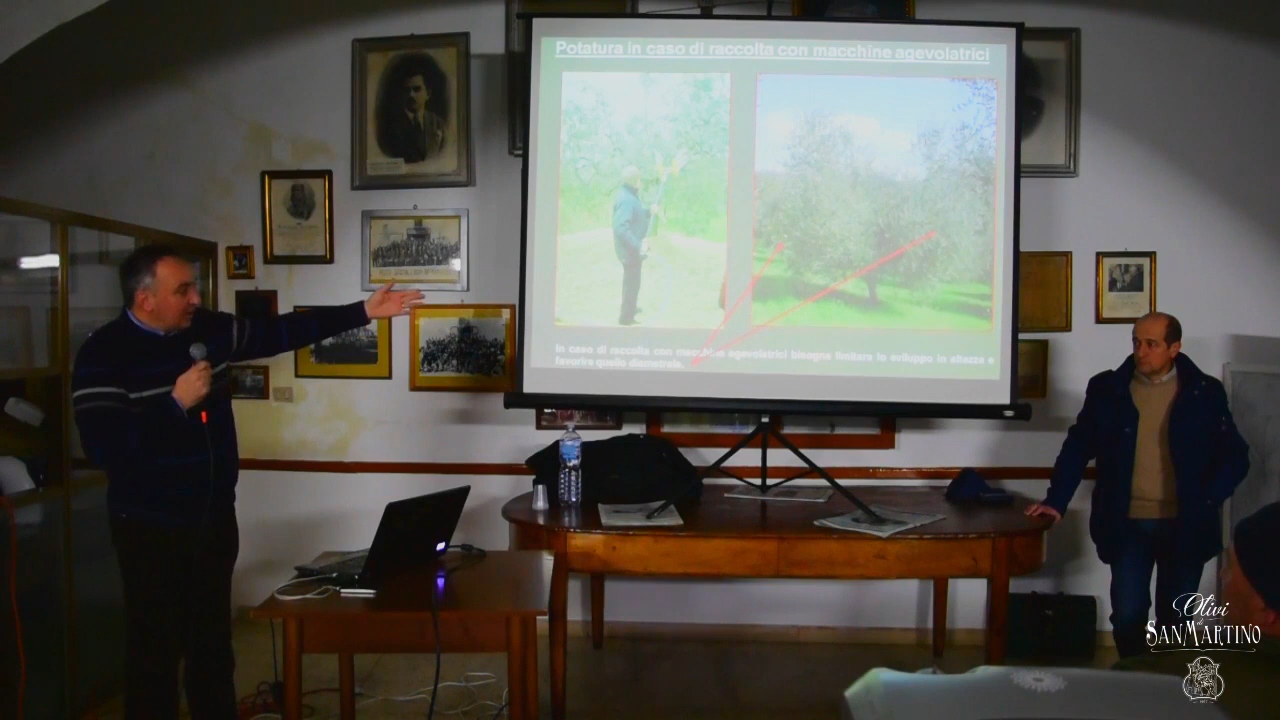 Potatura in caso di raccolta con macchine agevolatrici
In caso di raccolta con macchine agevolatrici bisogna limitare lo sviluppo in altezza e
favorire quello diametrale.
Olivi
di
SANMARTINO